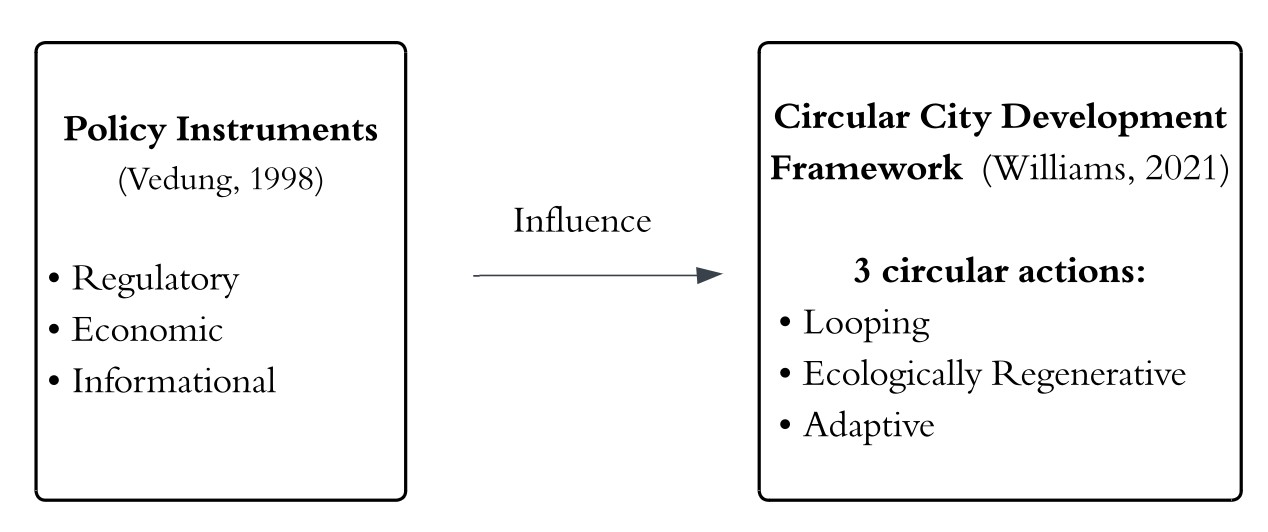 Policy Instruments
(Vedung, 1998)
• Regulatory
• Economic
• Informational
Influence
Circular City Development
Framework (Williams, 2021)
3 circular actions:
• Looping
• Ecologically Regenerative
• Adaptive